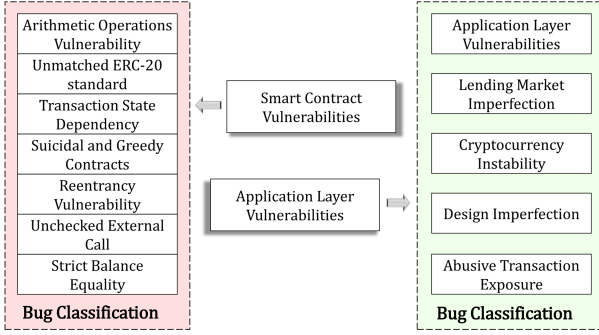 Arithmetic Operations
Vulnerability
Unmatched ERC-20
standard
Transaction State
Dependency
Suicidal and Greedy
Contracts
Reentrancy
Vulnerability
Unchecked External
Call
Strict Balance
Equality
Bug Classification
Smart Contract
Vulnerabilities
Application Layer
Vulnerabilities
Application Layer
Vulnerabilities
Lending Market
Imperfection
Cryptocurrency
Instability
Design Imperfection
Abusive Transaction
Exposure
Bug Classification